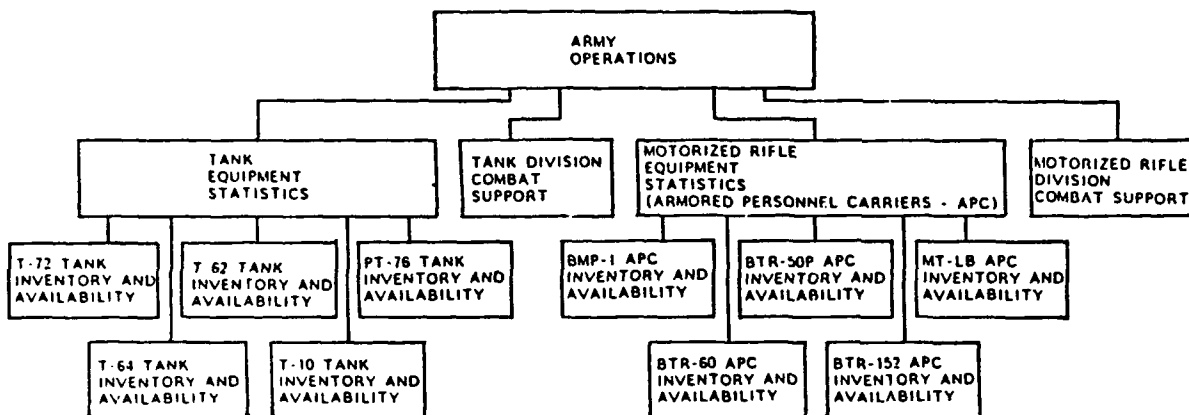 ARMY
OPERATIONS
TANK
EQUIPMENT
STATISTICS
TANK DIVISION
COMBAT
SUPPORT
MOTORIZED RIFLE
EQUIPMENT
STATISTICS
(ARMORED PERSONNEL CARRIERS - APC)
MOTORIZED RIFLE
DIVISION
COMBAT SUPPORT
T-72 TANK
INVENTORY AND
AVAILABILITY
T 62 TANK
INVENTORY AND
AVAILABILITY
PT-76 TANK
INVENTORY AND
AVAILABILITY
BMP-1 APC
INVENTORY AND
AVAILABILITY
BTR-50P APC
INVENTORY AND
AVAILABILITY
MT-LB APC
INVENTORY AND
AVAILABILITY
T-64 TANK
INVENTORY AND
AVAILABILITY
T-10 TANK
INVENTORY AND
AVAILABILITY
BTR-60 APC
INVENTORY AND
AVAILABILITY
BTR-152 APC
INVENTORY AND
AVAILABILITY